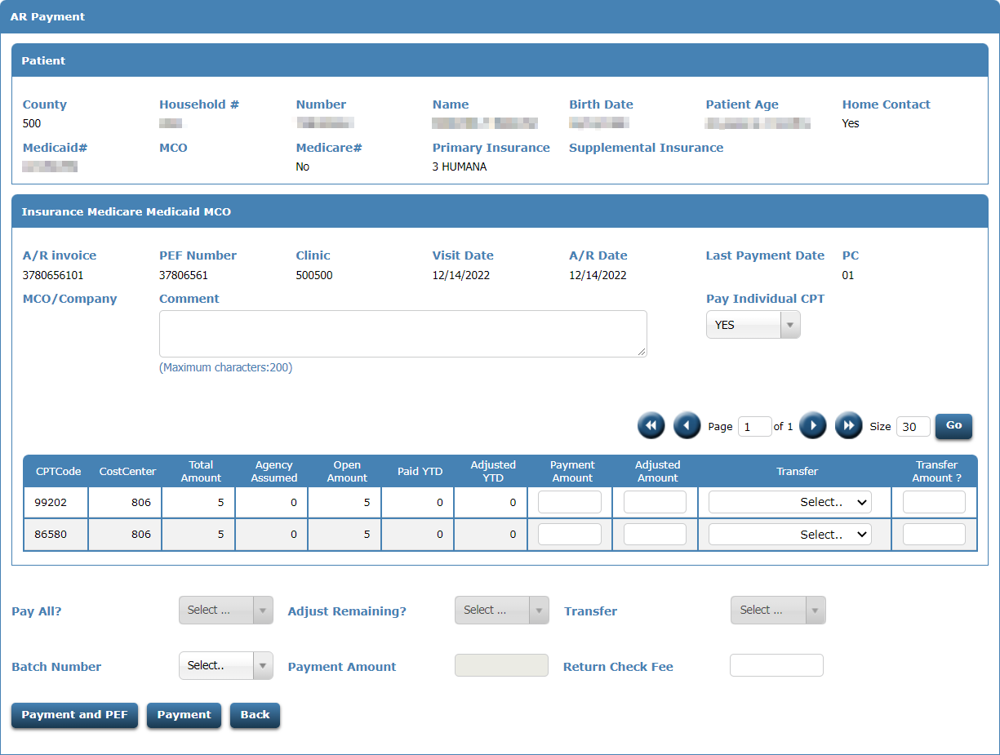 AR Payment
Patient
County Household # Number Name Birth Date Patient Age Home Contact
500 Yes
Medicaid# MCO Medicare# Primary Insurance Supplemental Insurance
No 3 HUMANA
Insurance Medicare Medicaid MCO
A/R invoice PEF Number Clinic Visit Date A/R Date Last Payment Date PC
3780656101 37806561 500500 12/14/2022 12/14/2022 01
MCO/Company Comment Pay Individual CPT
YES
(Maximum characters:200)
Page 1 of 1 Size 30 Go
CPTCode CostCenter Total Amount Agency Assumed Open Amount Paid YTD Adjusted YTD Payment Amount Adjusted Amount Transfer Transfer Amount ?
99202 806 5 0 5 0 0 Select..
86580 806 5 0 5 0 0 Select..
Pay All? Select ... Adjust Remaining? Select ... Transfer Select ...
Batch Number Select.. Payment Amount Return Check Fee
Payment and PEF Payment Back